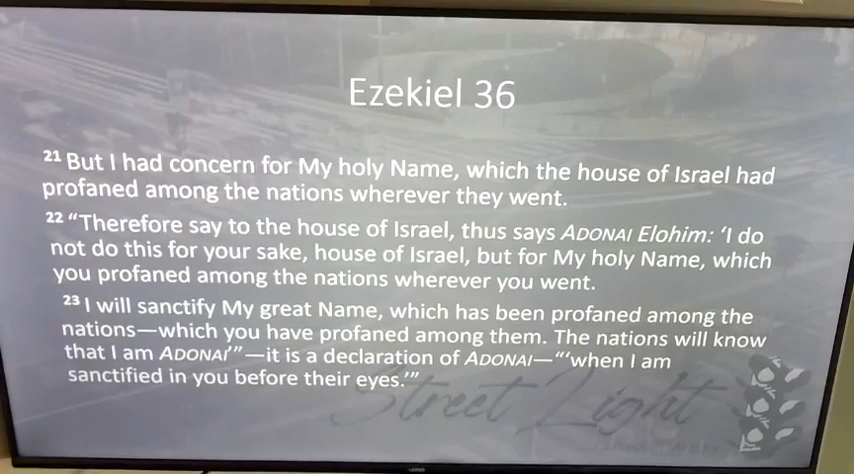 Ezekiel 36
21 But I had concern for My holy Name, which the house of Israel had
profaned among the nations wherever they went.
22 “Therefore say to the house of Israel, thus says ADONAI Elohim: ‘I do
not do this for your sake, house of Israel, but for My holy Name, which
you profaned among the nations wherever you went.
23 I will sanctify My great Name, which has been profaned among the
nations—which you have profaned among them. The nations will know
that I am ADONAI’”—it is a declaration of ADONAI—“‘when I am
sanctified in you before their eyes.’”
Street Light